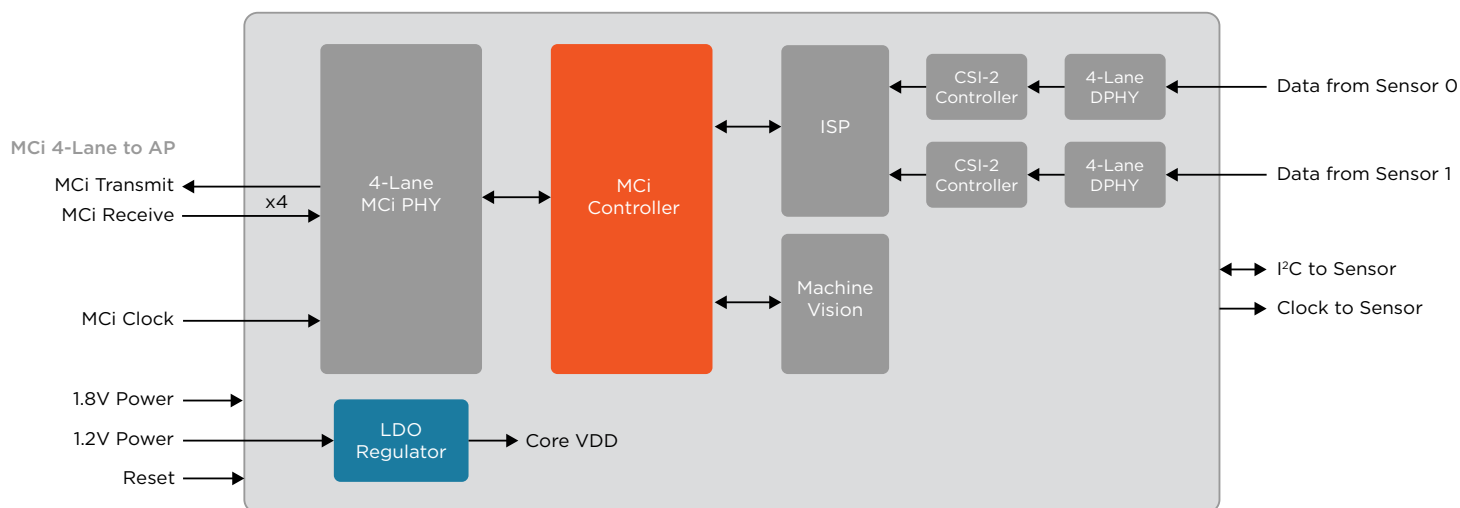 MCi 4-Lane to AP
MCi Transmit
MCi Receive
x4
MCi Clock
1.8V Power
1.2V Power
Reset
4-Lane
MCi PHY
MCi
Controller
LDO
Regulator
Core VDD
ISP
Machine
Vision
CSI-2
Controller
4-Lane
DPHY
Data from Sensor 0
CSI-2
Controller
4-Lane
DPHY
Data from Sensor 1
I²C to Sensor
Clock to Sensor